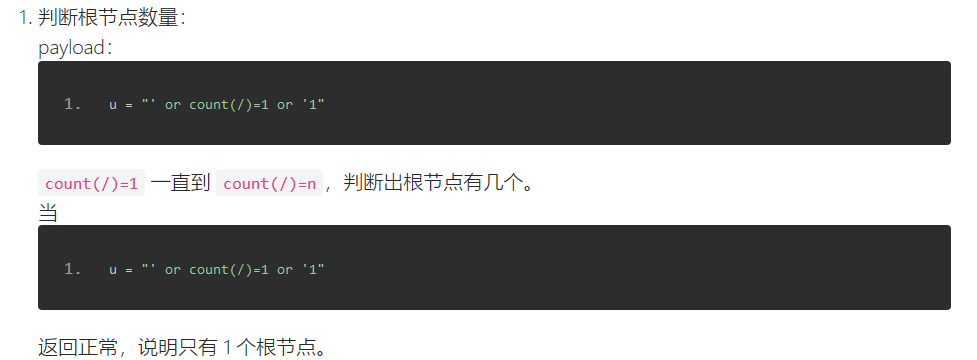 1. 判断根节点数量：
payload：
1. u = "' or count(/)=1 or '1"
count(/)=1 一直到 count(/)=n，判断出根节点有几个。
当
1. u = "' or count(/)=1 or '1"
返回正常，说明只有 1 个根节点。